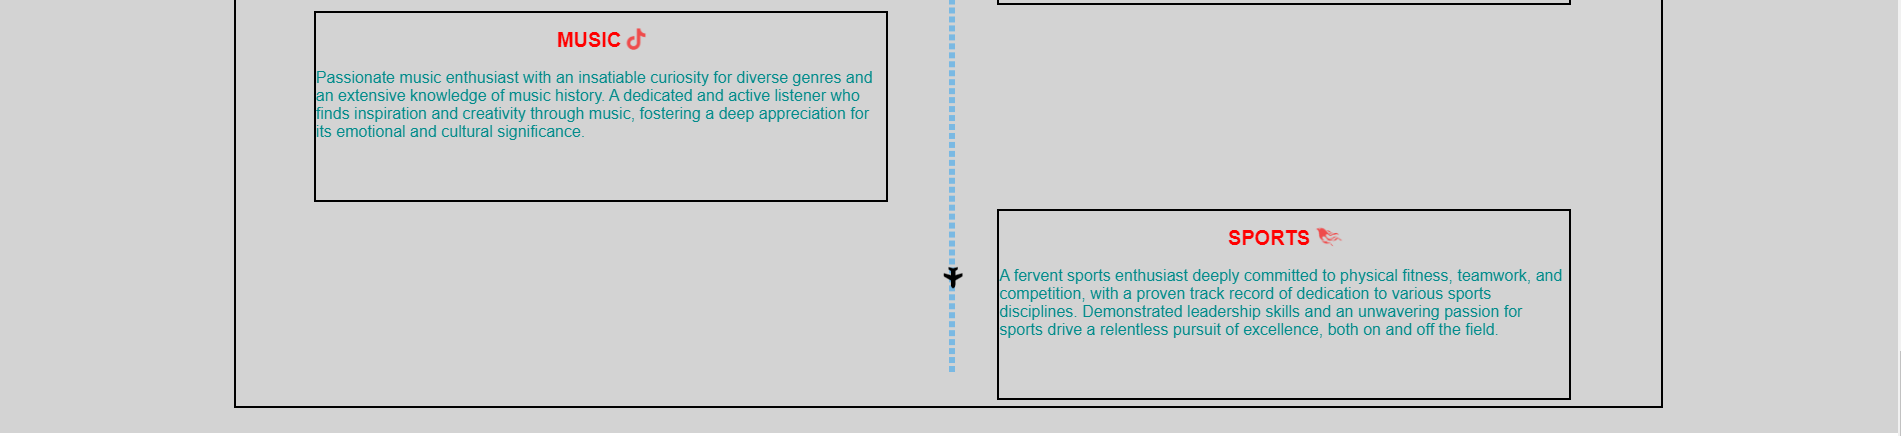 MUSIC
Passionate music enthusiast with an insatiable curiosity for diverse genres and
an extensive knowledge of music history. A dedicated and active listener who
finds inspiration and creativity through music, fostering a deep appreciation for
its emotional and cultural significance.
SPORTS
A fervent sports enthusiast deeply committed to physical fitness, teamwork, and
competition, with a proven track record of dedication to various sports
disciplines. Demonstrated leadership skills and an unwavering passion for
sports drive a relentless pursuit of excellence, both on and off the field.